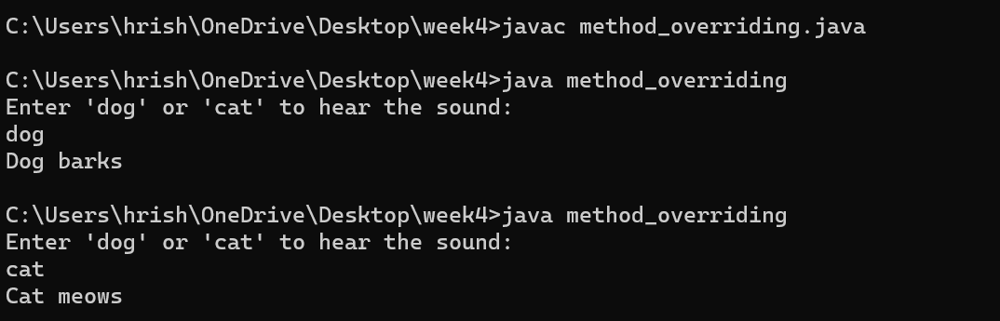 C:\Users\hrish\OneDrive\Desktop\week4>javac method_overriding.java
C:\Users\hrish\OneDrive\Desktop\week4>java method_overriding
Enter 'dog' or 'cat' to hear the sound:
dog
Dog barks
C:\Users\hrish\OneDrive\Desktop\week4>java method_overriding
Enter 'dog' or 'cat' to hear the sound:
cat
Cat meows